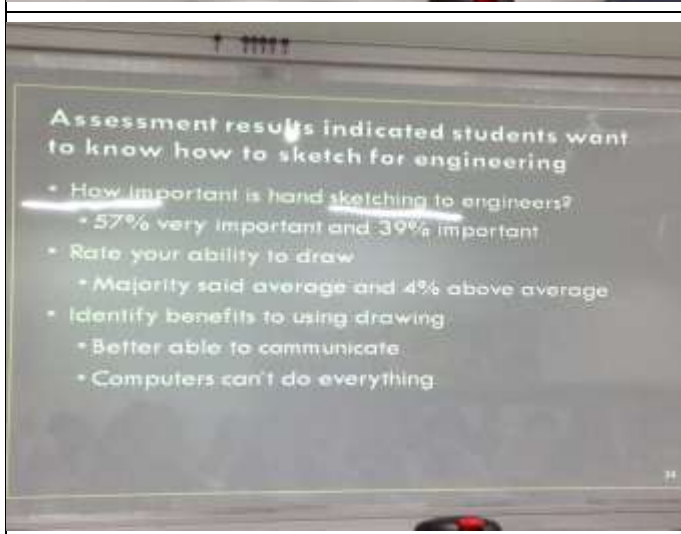 Assessment results indicated students want
to know how to sketch for engineering
• How important is hand sketching to engineers?
• 57% very important and 39% important
• Rate your ability to draw
• Majority said average and 4% above average
• Identify benefits to using drawing
• Better able to communicate
• Computers can't do everything